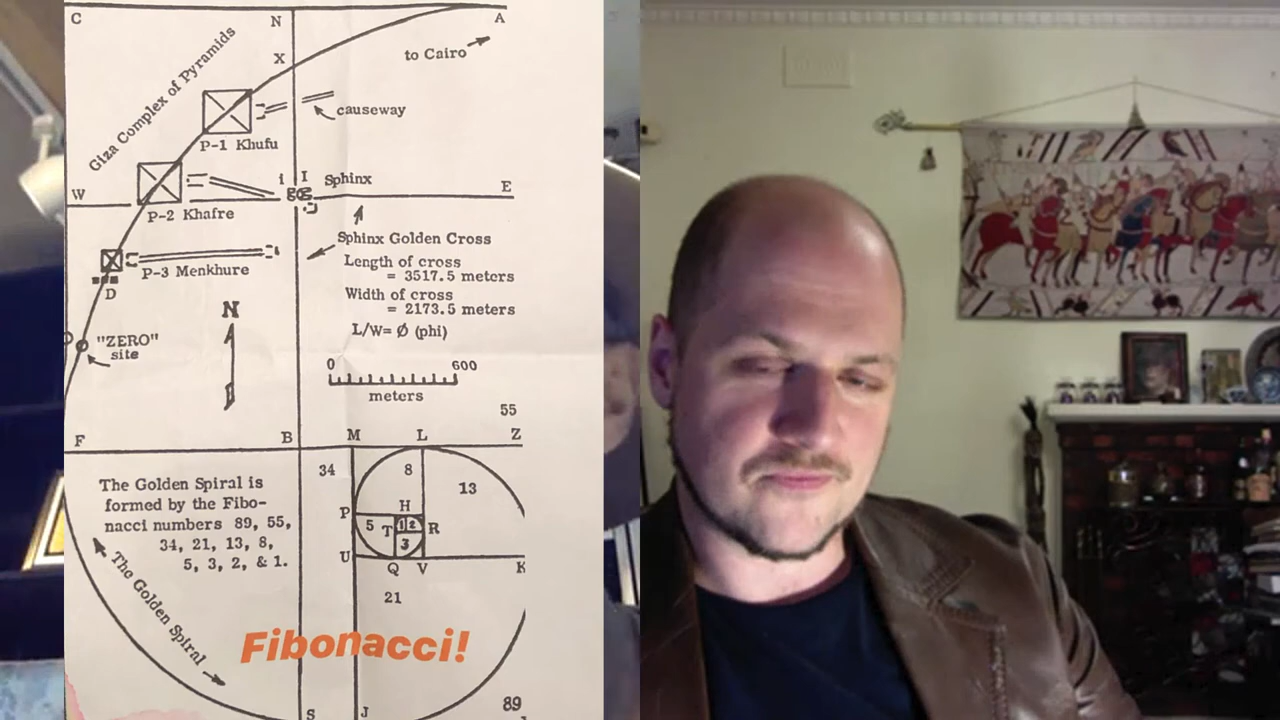 C
N
A
X
to Cairo
Giza Complex of Pyramids
causeway
P-1 Khufu
i
I
Sphinx
E
W
P-2 Khafre
Sphinx Golden Cross
Length of cross
= 3517.5 meters
P-3 Menkhure
D
Width of cross
= 2173.5 meters
N
L/W= Ø (phi)
"ZERO"
site
0
600
meters
55
F
B
M
L
Z
The Golden Spiral is
formed by the Fibo-
nacci numbers 89, 55,
34, 21, 13, 8,
5, 3, 2, & 1.
34
8
13
H
P
5
T
1
2
R
3
U
Q
V
K
21
The Golden Spiral
Fibonacci!
89
S
J